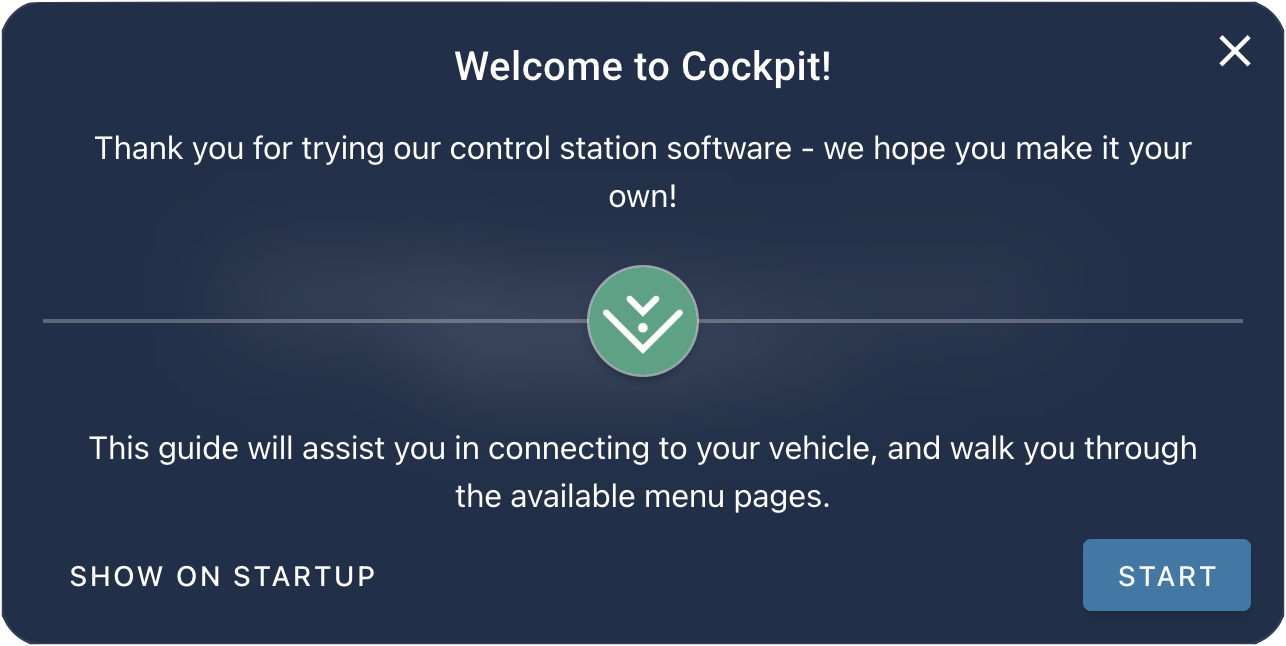 Welcome to Cockpit!
Thank you for trying our control station software - we hope you make it your
own!
This guide will assist you in connecting to your vehicle, and walk you through
the available menu pages.
SHOW ON STARTUP
START